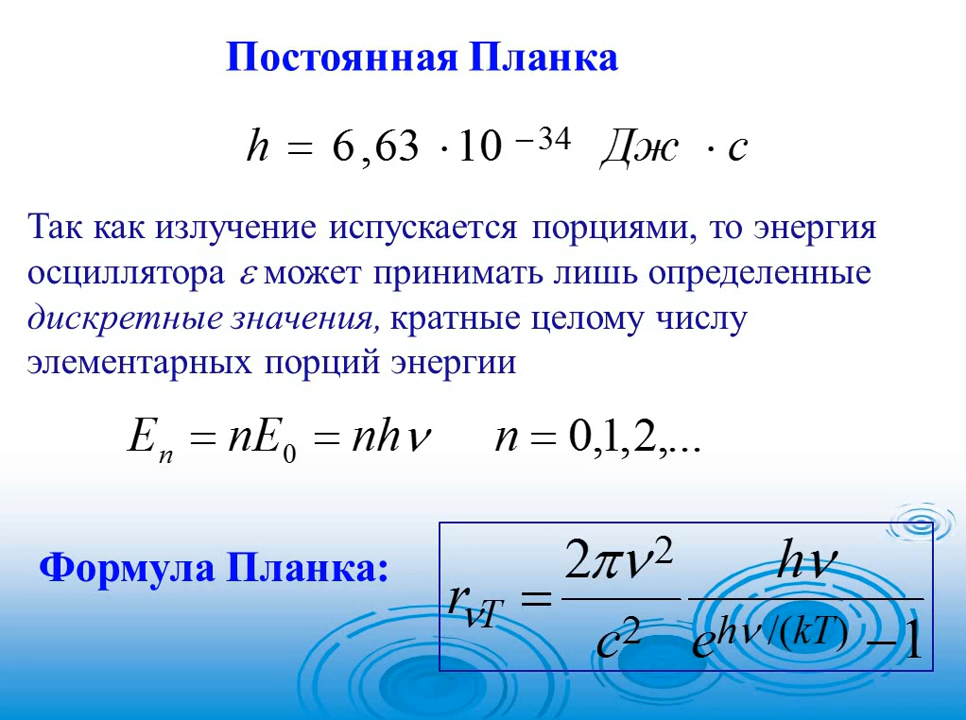 Постоянная Планка
h = 6,63 · 10⁻³⁴ Дж · с
Так как излучение испускается порциями, то энергия
осциллятора ε может принимать лишь определенные
дискретные значения, кратные целому числу
элементарных порций энергии
Eₙ = nE₀ = nhν n = 0,1,2,...
Формула Планка: r_νT = (2πν²/c²) (hν/(e^(hν/(kT)) − 1))